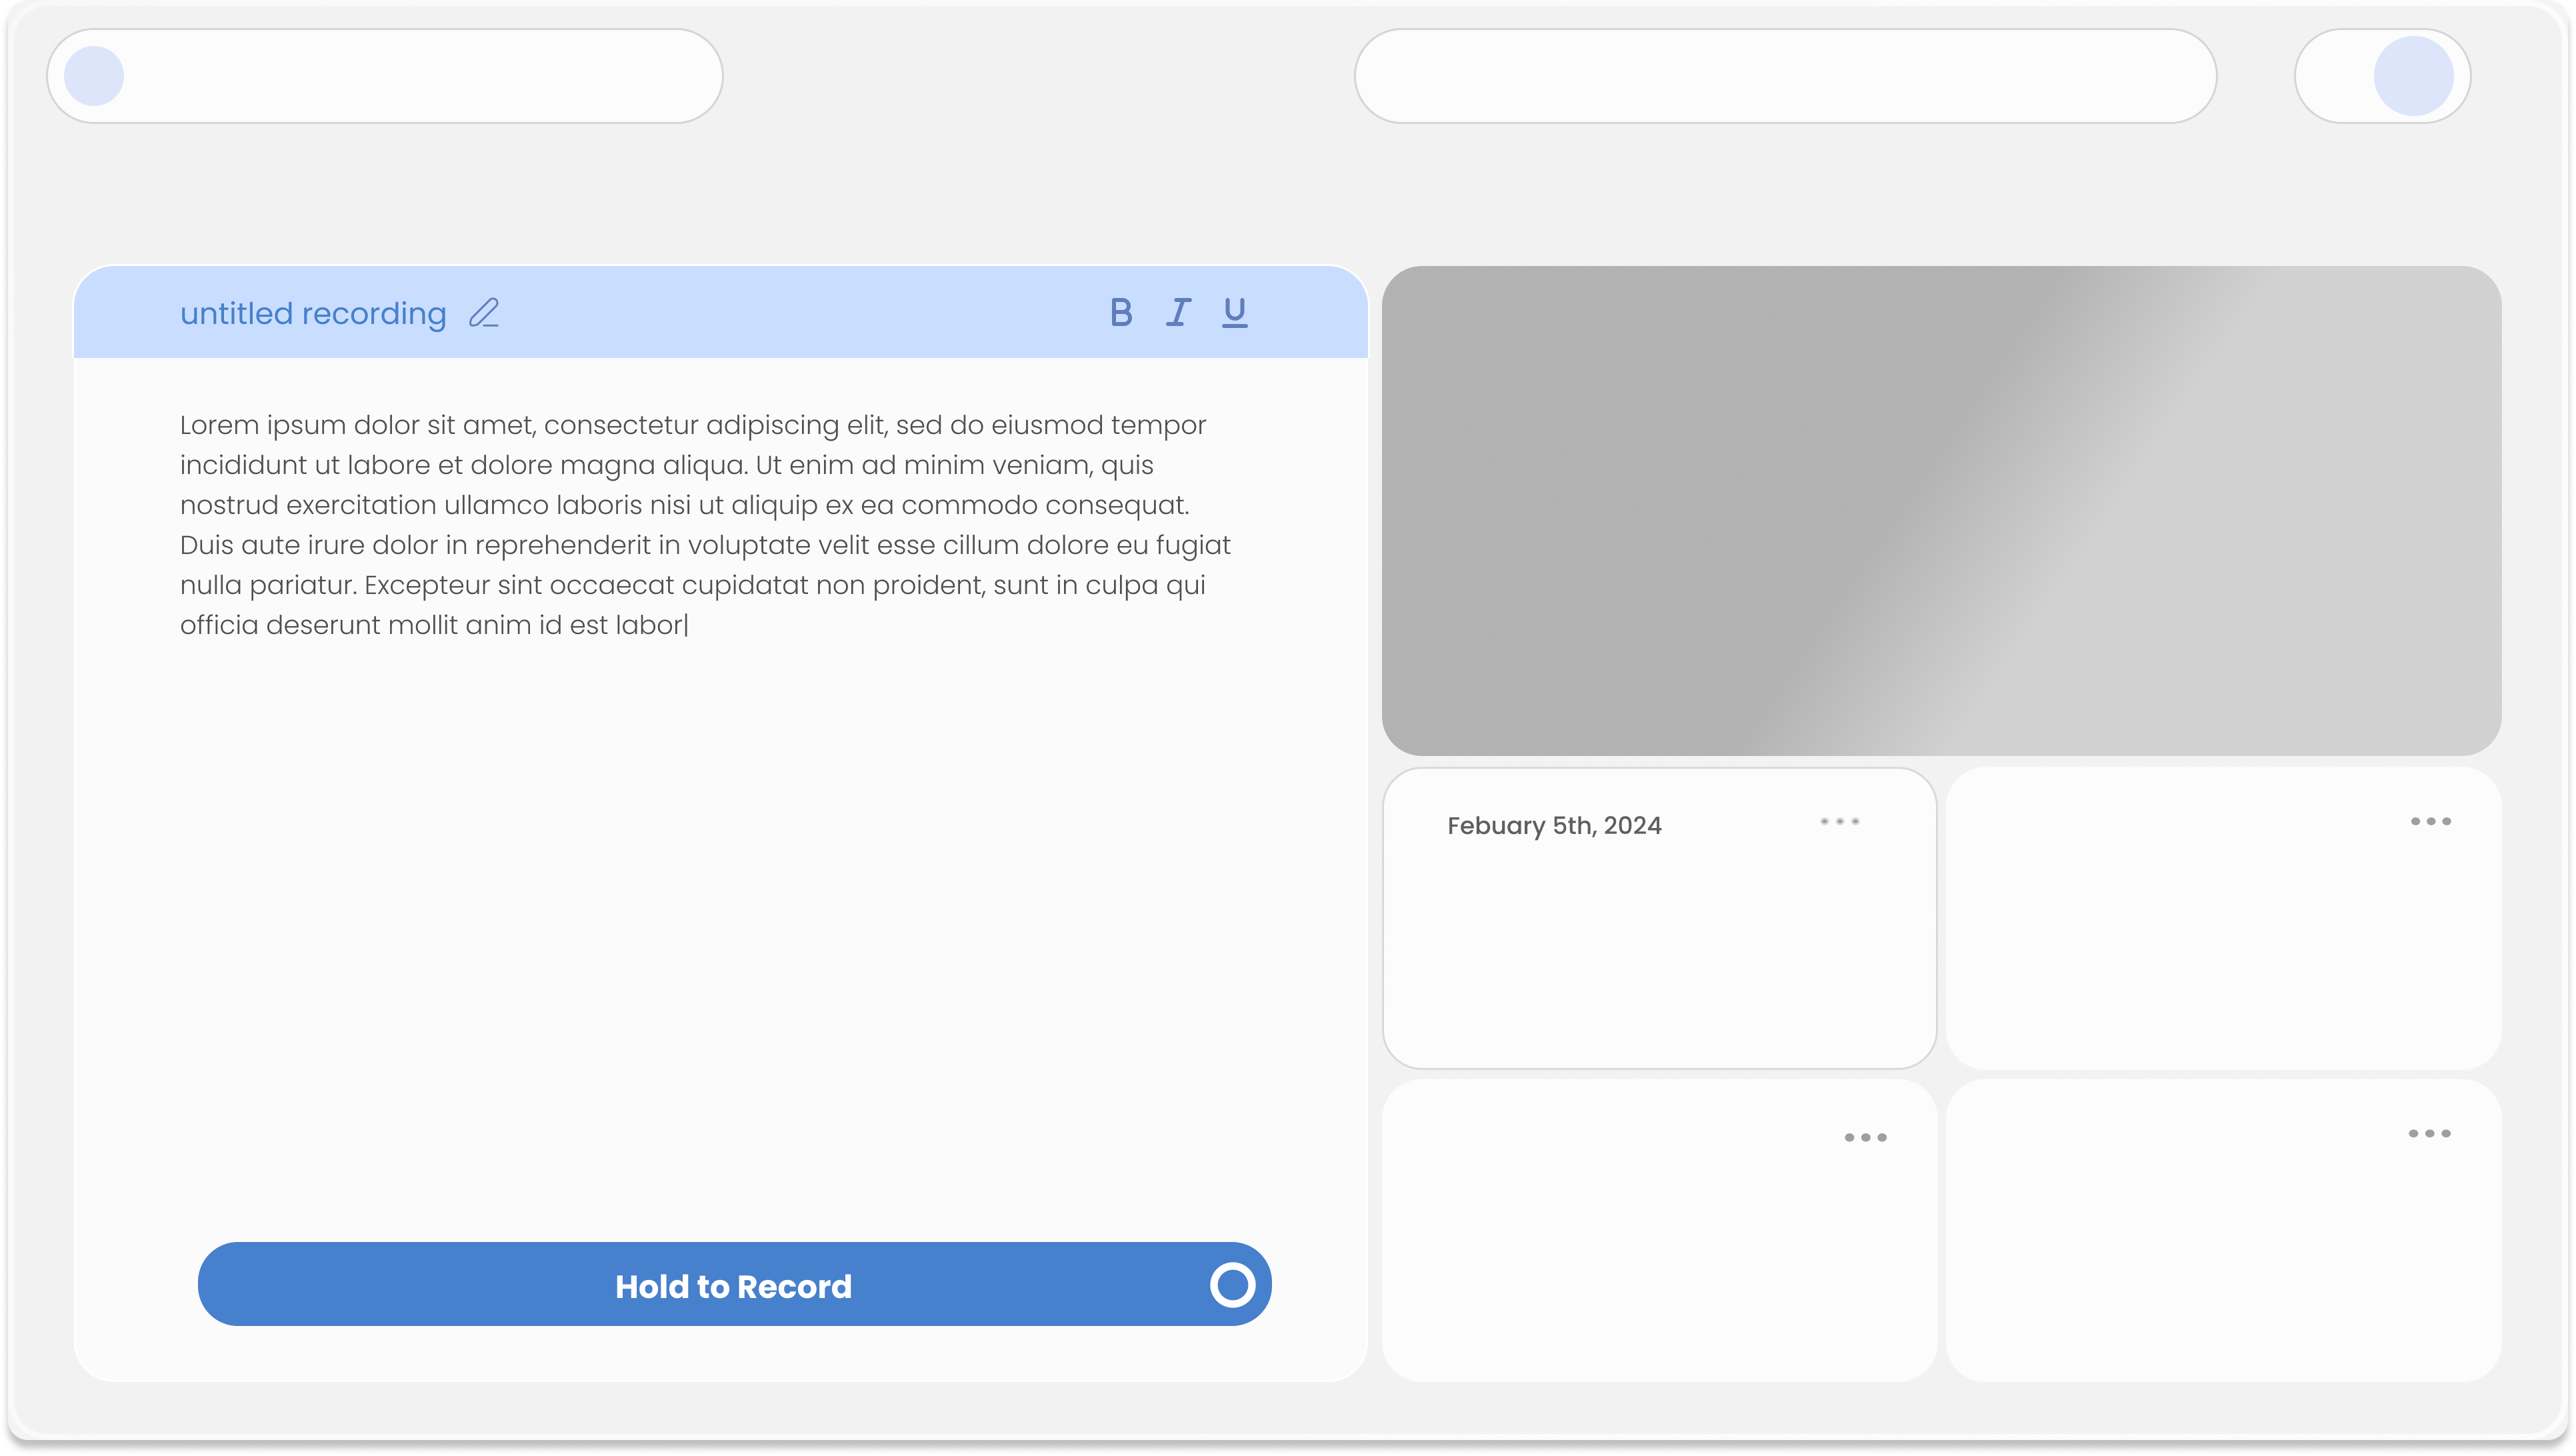 untitled recording
B I U
Lorem ipsum dolor sit amet, consectetur adipiscing elit, sed do eiusmod tempor
incididunt ut labore et dolore magna aliqua. Ut enim ad minim veniam, quis
nostrud exercitation ullamco laboris nisi ut aliquip ex ea commodo consequat.
Duis aute irure dolor in reprehenderit in voluptate velit esse cillum dolore eu fugiat
nulla pariatur. Excepteur sint occaecat cupidatat non proident, sunt in culpa qui
officia deserunt mollit anim id est labor|
Hold to Record
Febuary 5th, 2024